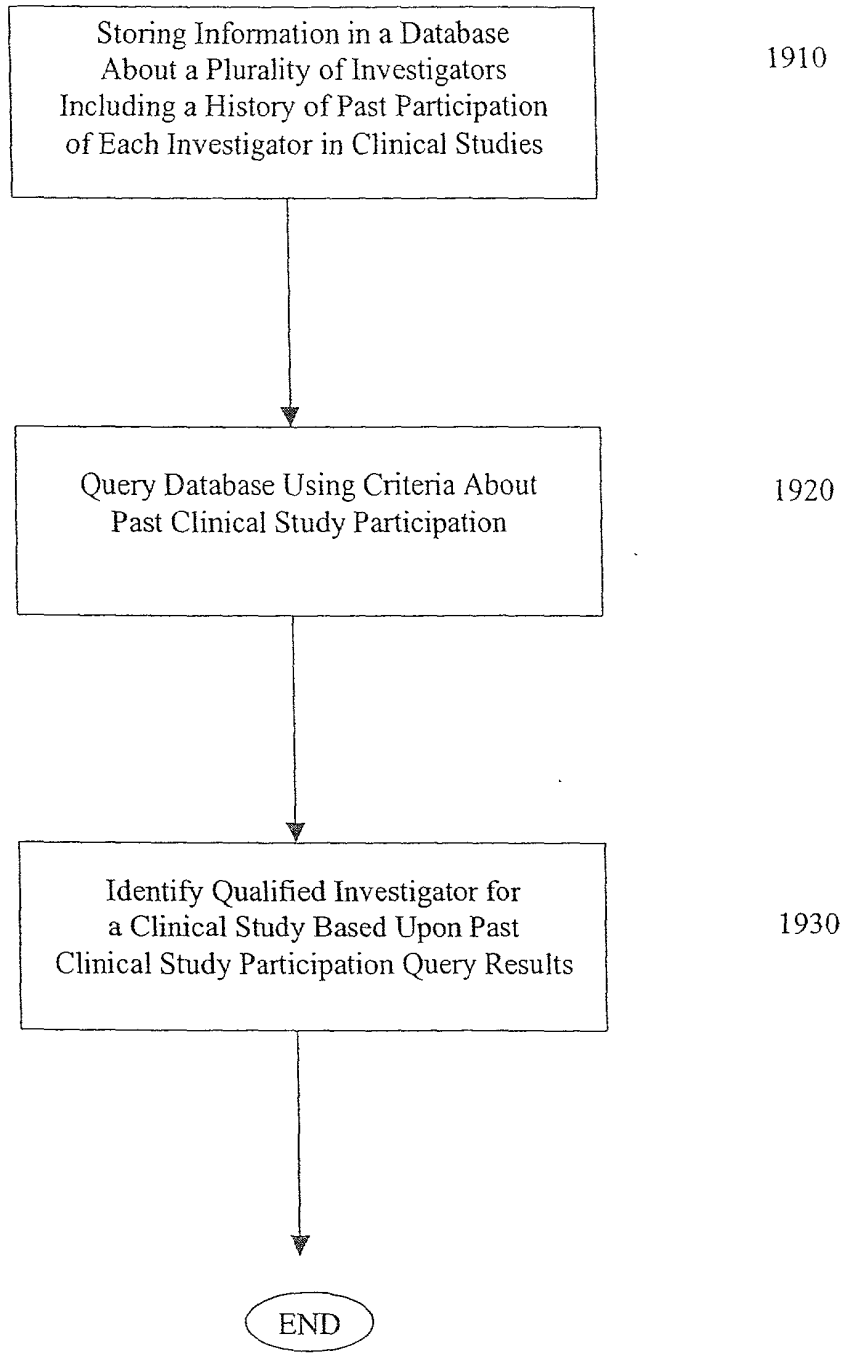 Storing Information in a Database
About a Plurality of Investigators
Including a History of Past Participation
of Each Investigator in Clinical Studies
1910
Query Database Using Criteria About
Past Clinical Study Participation
1920
Identify Qualified Investigator for
a Clinical Study Based Upon Past
Clinical Study Participation Query Results
1930
END